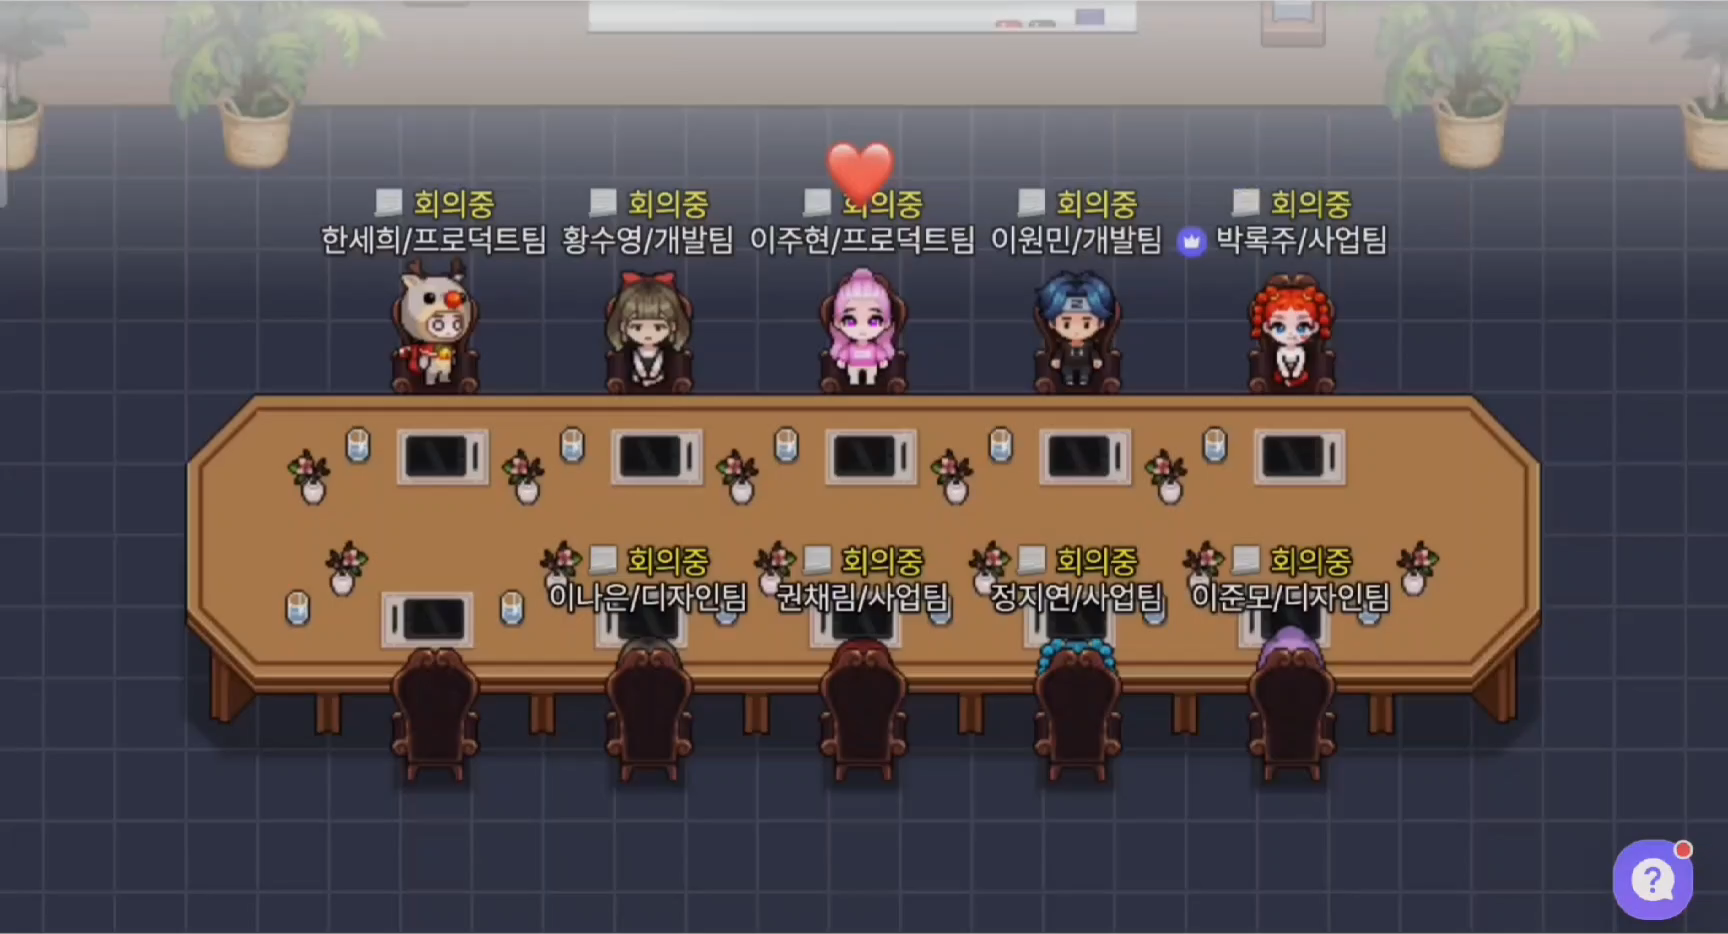 회의중 회의중 회의중 회의중 회의중
한세희/프로덕트팀 황수영/개발팀 이주현/프로덕트팀 이원민/개발팀 박록주/사업팀
회의중 회의중 회의중 회의중
이나은/디자인팀 권채림/사업팀 정지연/사업팀 이준모/디자인팀
?